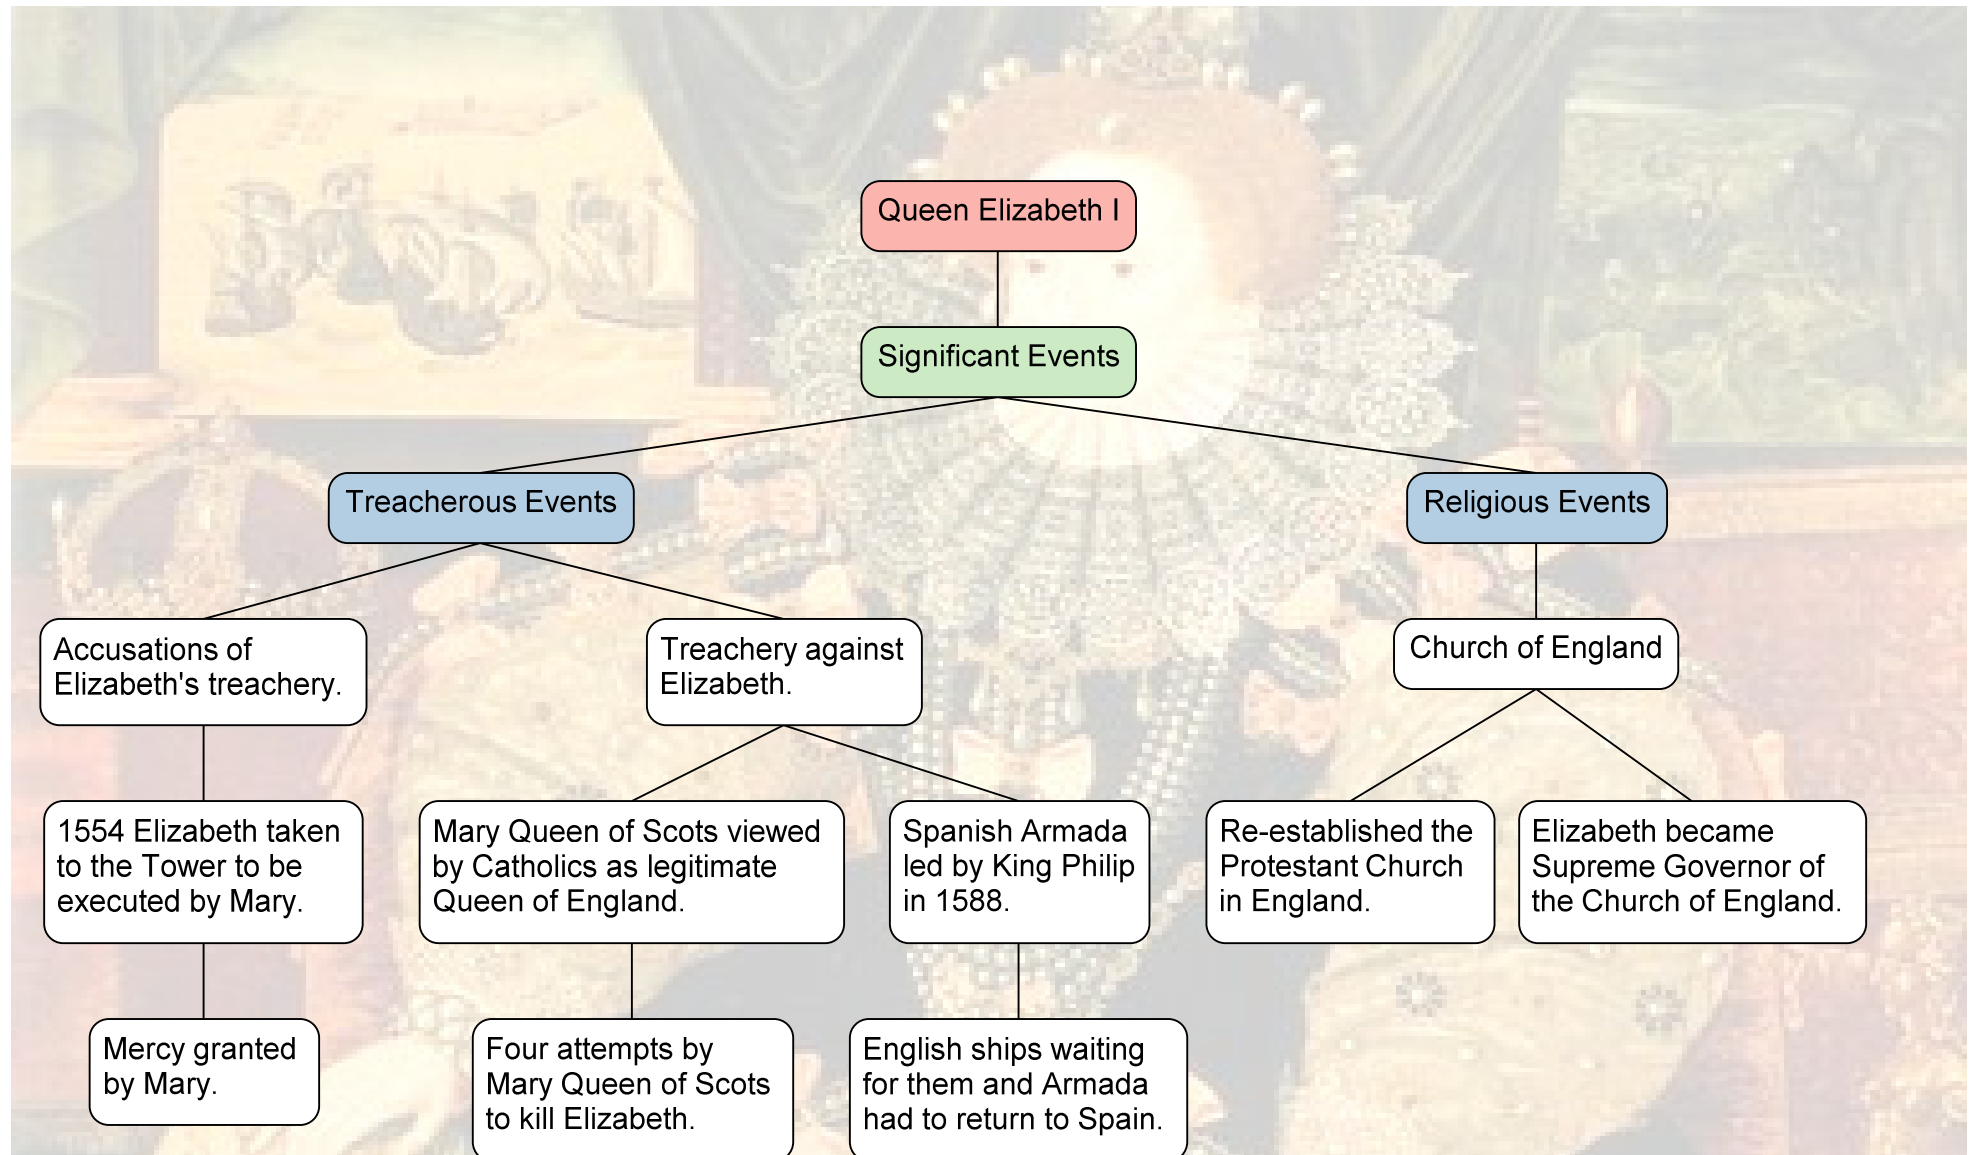 Queen Elizabeth I
Significant Events
Treacherous Events
Religious Events
Accusations of
Elizabeth's treachery.
Treachery against
Elizabeth.
Church of England
1554 Elizabeth taken
to the Tower to be
executed by Mary.
Mary Queen of Scots viewed
by Catholics as legitimate
Queen of England.
Spanish Armada
led by King Philip
in 1588.
Re-established the
Protestant Church
in England.
Elizabeth became
Supreme Governor of
the Church of England.
Mercy granted
by Mary.
Four attempts by
Mary Queen of Scots
to kill Elizabeth.
English ships waiting
for them and Armada
had to return to Spain.